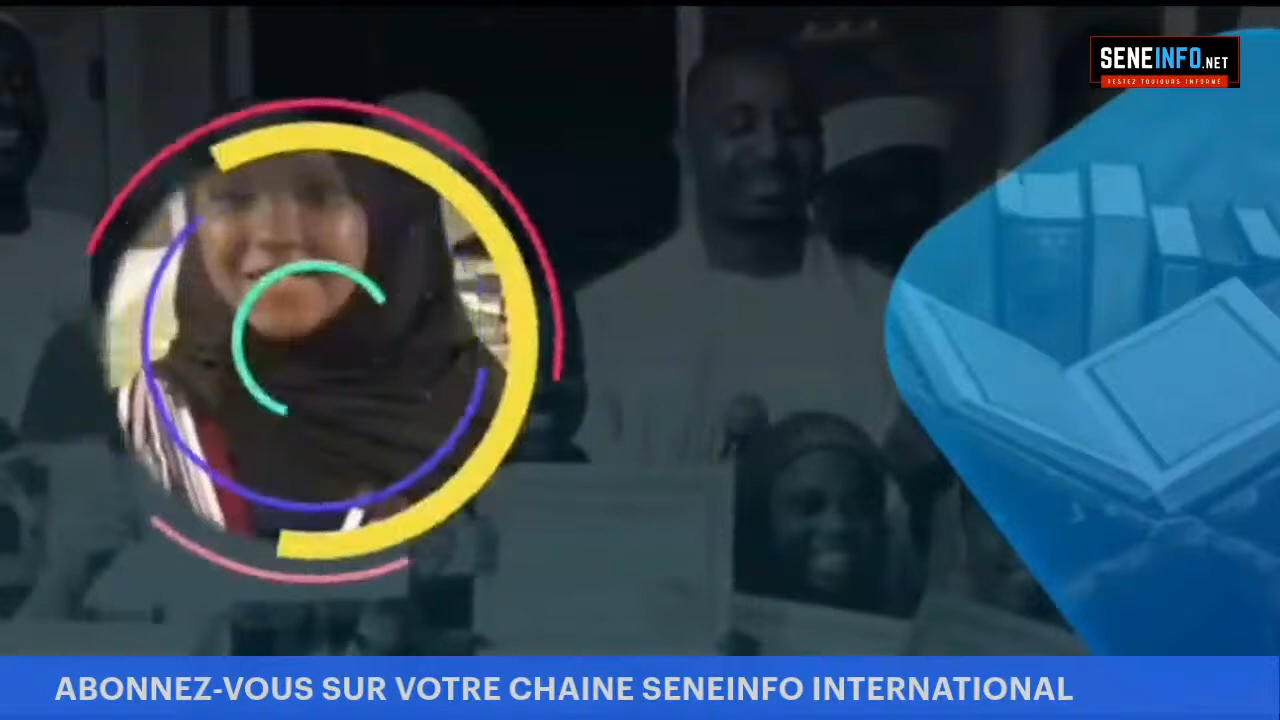 SENEINFO.NET
RESTEZ TOUJOURS INFORMÉ
ABONNEZ-VOUS SUR VOTRE CHAINE SENEINFO INTERNATIONAL